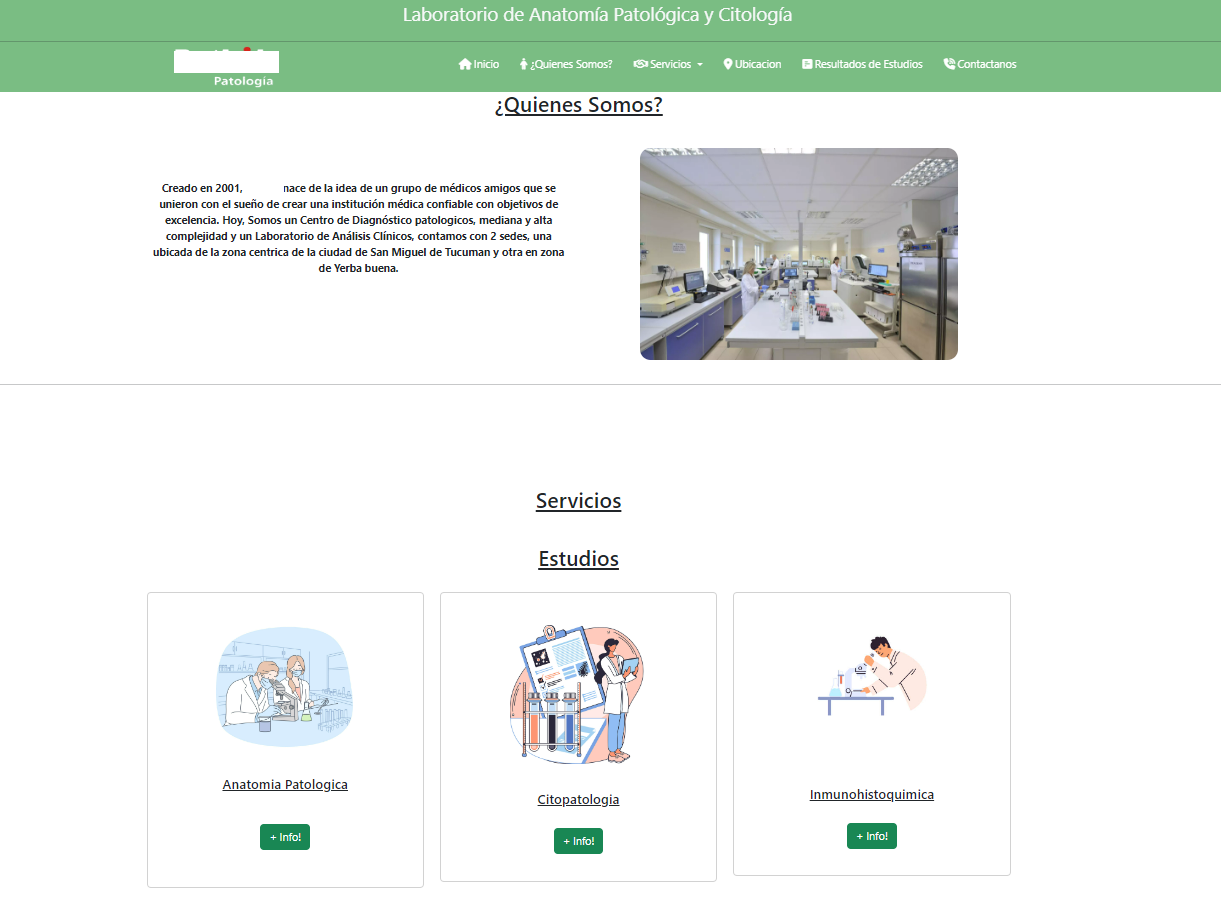 Laboratorio de Anatomía Patológica y Citología
Patología
Inicio
¿Quienes Somos?
Servicios
Ubicacion
Resultados de Estudios
Contactanos
¿Quienes Somos?
Creado en 2001, nace de la idea de un grupo de médicos amigos que se
unieron con el sueño de crear una institución médica confiable con objetivos de
excelencia. Hoy, Somos un Centro de Diagnóstico patologicos, mediana y alta
complejidad y un Laboratorio de Análisis Clínicos, contamos con 2 sedes, una
ubicada de la zona centrica de la ciudad de San Miguel de Tucuman y otra en zona
de Yerba buena.
Servicios
Estudios
Anatomia Patologica
+ Info!
Citopatologia
+ Info!
Inmunohistoquimica
+ Info!